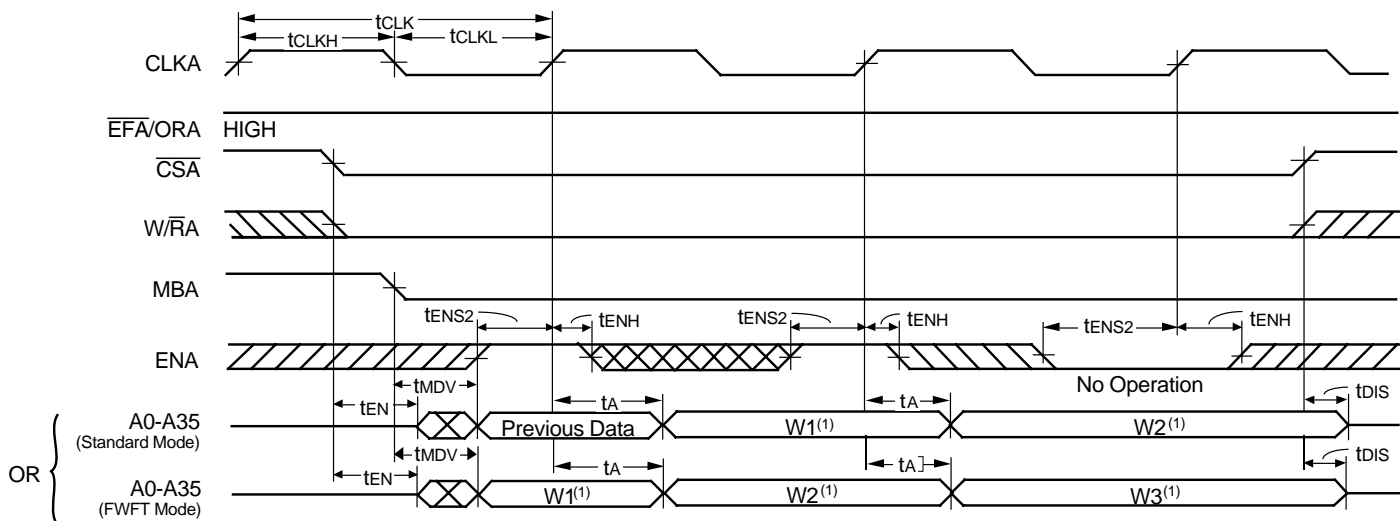 tCLK
tCLKH tCLKL
CLKA
EFA/ORA HIGH
CSA
W/RA
MBA
tENS2 tENH tENS2 tENH tENS2 tENH
ENA
No Operation
tMDV
tEN tA tA tDIS
A0-A35 Previous Data W1(1) W2(1)
(Standard Mode)
OR
tMDV
tEN tA tA tDIS
A0-A35 W1(1) W2(1) W3(1)
(FWFT Mode)